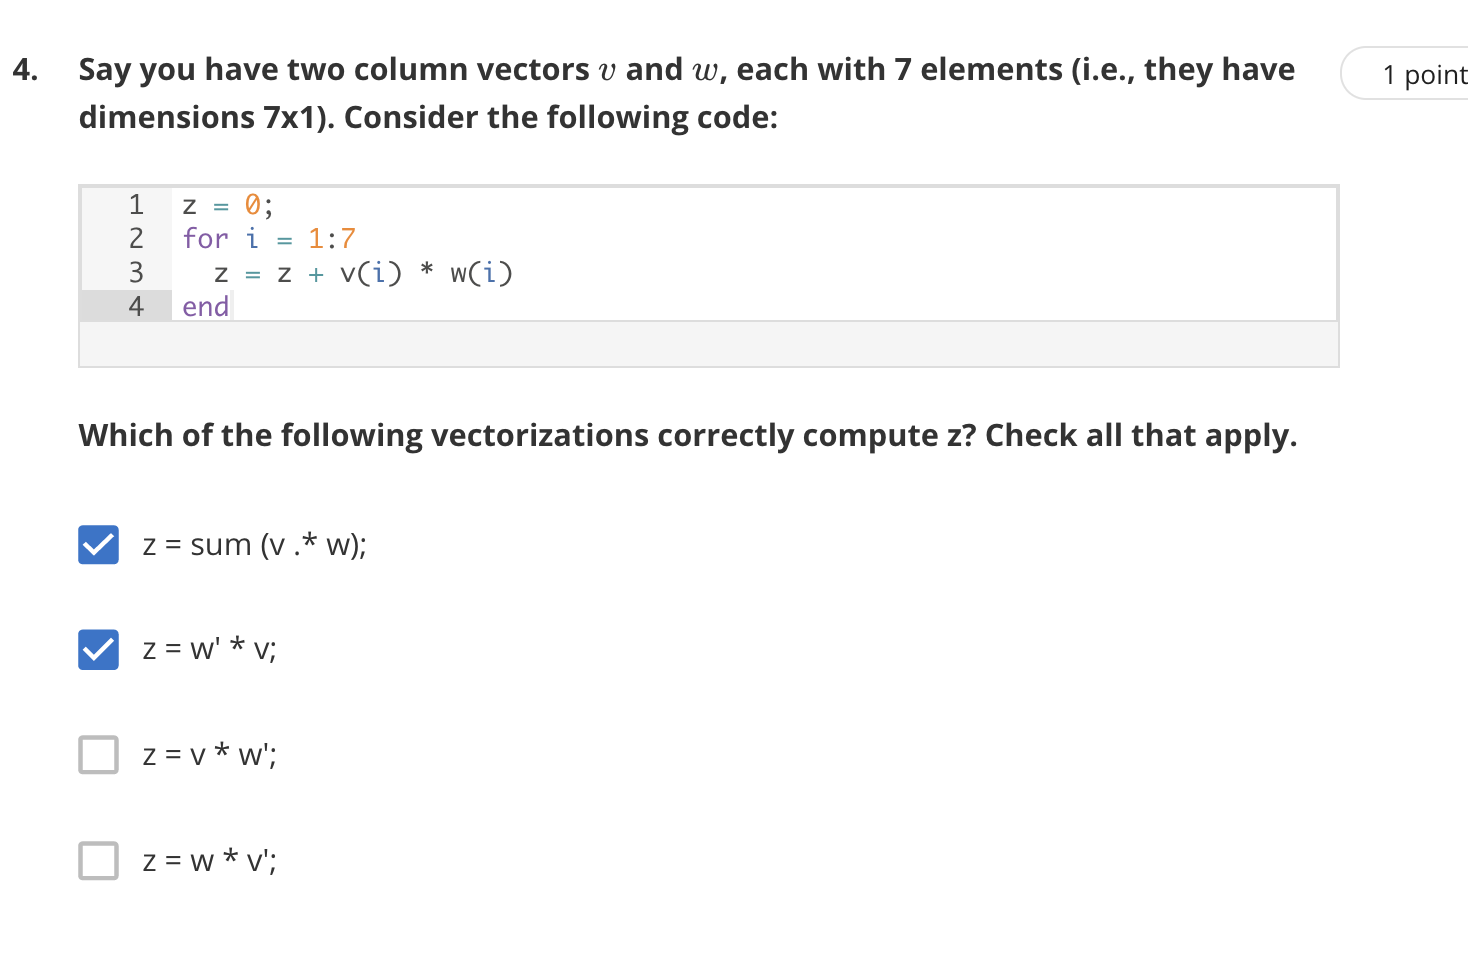 4. Say you have two column vectors v and w, each with 7 elements (i.e., they have
1 point
dimensions 7x1). Consider the following code:
1 z = 0;
2 for i = 1:7
3   z = z + v(i) * w(i)
4 end
Which of the following vectorizations correctly compute z? Check all that apply.
z = sum (v .* w);
z = w' * v;
z = v * w';
z = w * v';